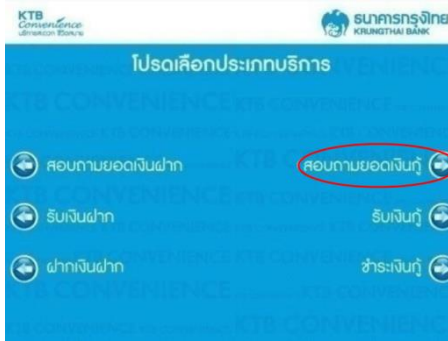 KTB
Convenience
ธนาคารกรุงไทย
KRUNGTHAI BANK
โปรดเลือกประเภทบริการ
สอบถามยอดเงินฝาก
สอบถามยอดเงินกู้
รับเงินฝาก
รับเงินกู้
ฝากเงินฝาก
ชำระเงินกู้